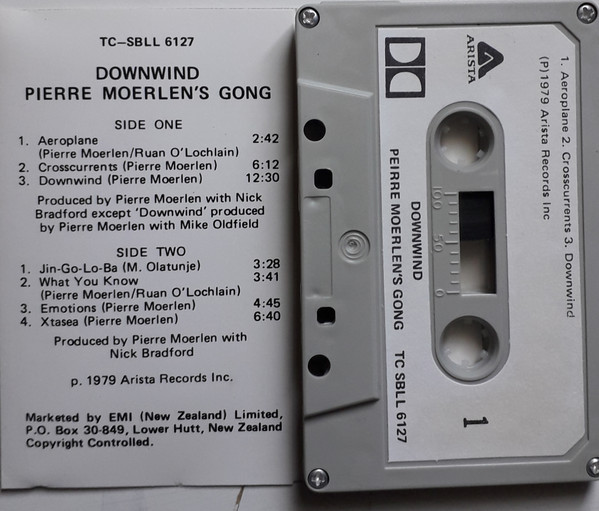 TC-SBLL 6127
DOWNWIND
PIERRE MOERLEN'S GONG
SIDE ONE
1. Aeroplane 2:42
(Pierre Moerlen/Ruan O'Lochlain)
2. Crosscurrents (Pierre Moerlen) 6:12
3. Downwind (Pierre Moerlen) 12:30
Produced by Pierre Moerlen with Nick
Bradford except 'Downwind' produced
by Pierre Moerlen with Mike Oldfield
SIDE TWO
1. Jin-Go-Lo-Ba (M. Olatunje) 3:28
2. What You Know 3:41
(Pierre Moerlen/Ruan O'Lochlain)
3. Emotions (Pierre Moerlen) 4:45
4. Xtasea (Pierre Moerlen) 6:40
Produced by Pierre Moerlen with
Nick Bradford
p. 1979 Arista Records Inc.
Marketed by EMI (New Zealand) Limited,
P.O. Box 30-849, Lower Hutt, New Zealand
Copyright Controlled.
1. Aeroplane 2. Crosscurrents 3. Downwind
(P)1979 Arista Records Inc
ARISTA
100 50 0
DOWNWIND
PEIRRE MOERLEN'S GONG TC SBLL 6127
1